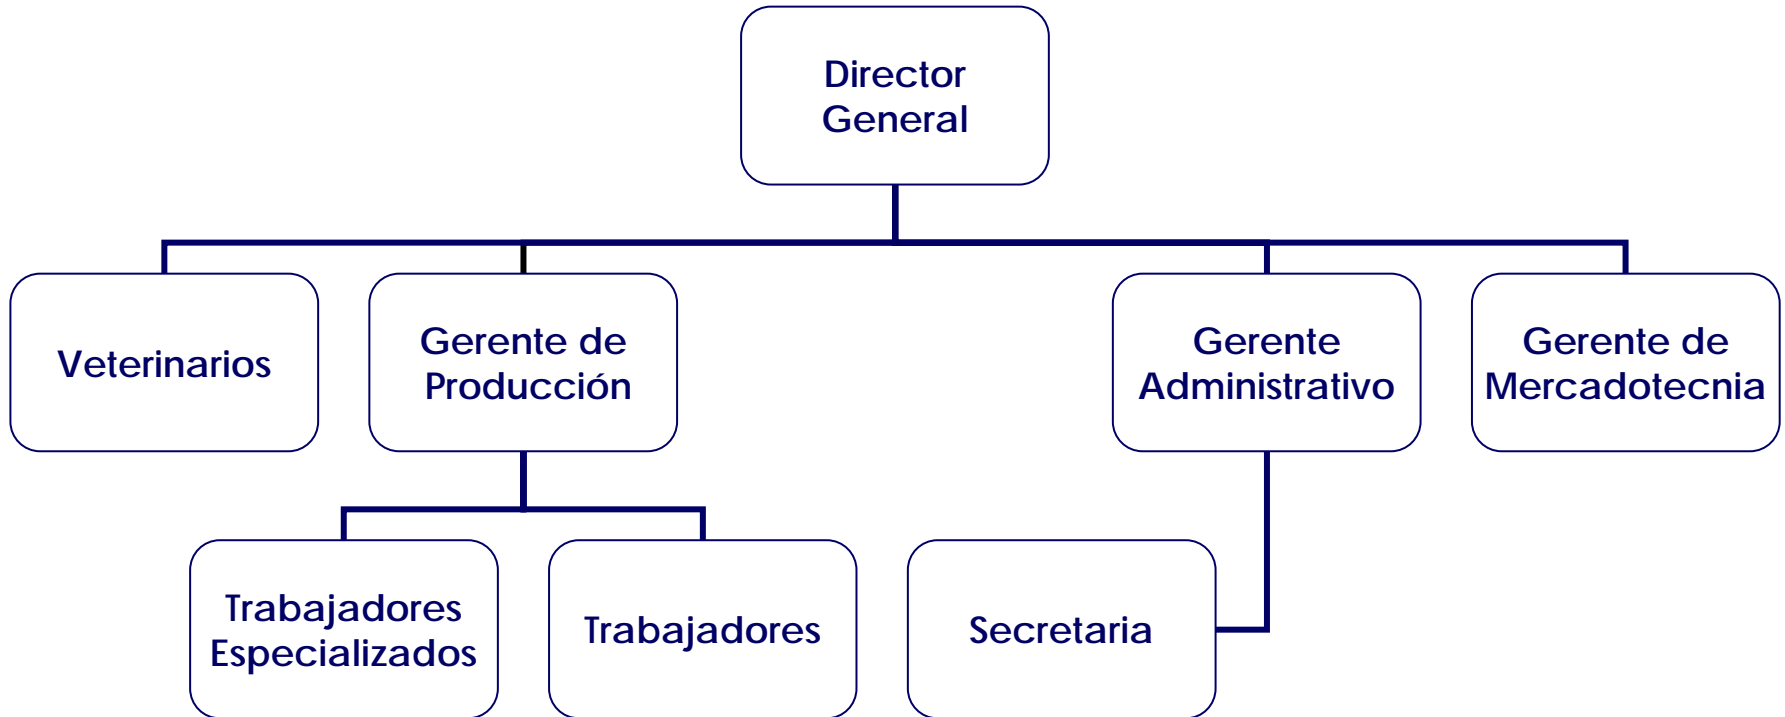 Director
General
Veterinarios
Gerente de
Producción
Gerente
Administrativo
Gerente de
Mercadotecnia
Trabajadores
Especializados
Trabajadores
Secretaria